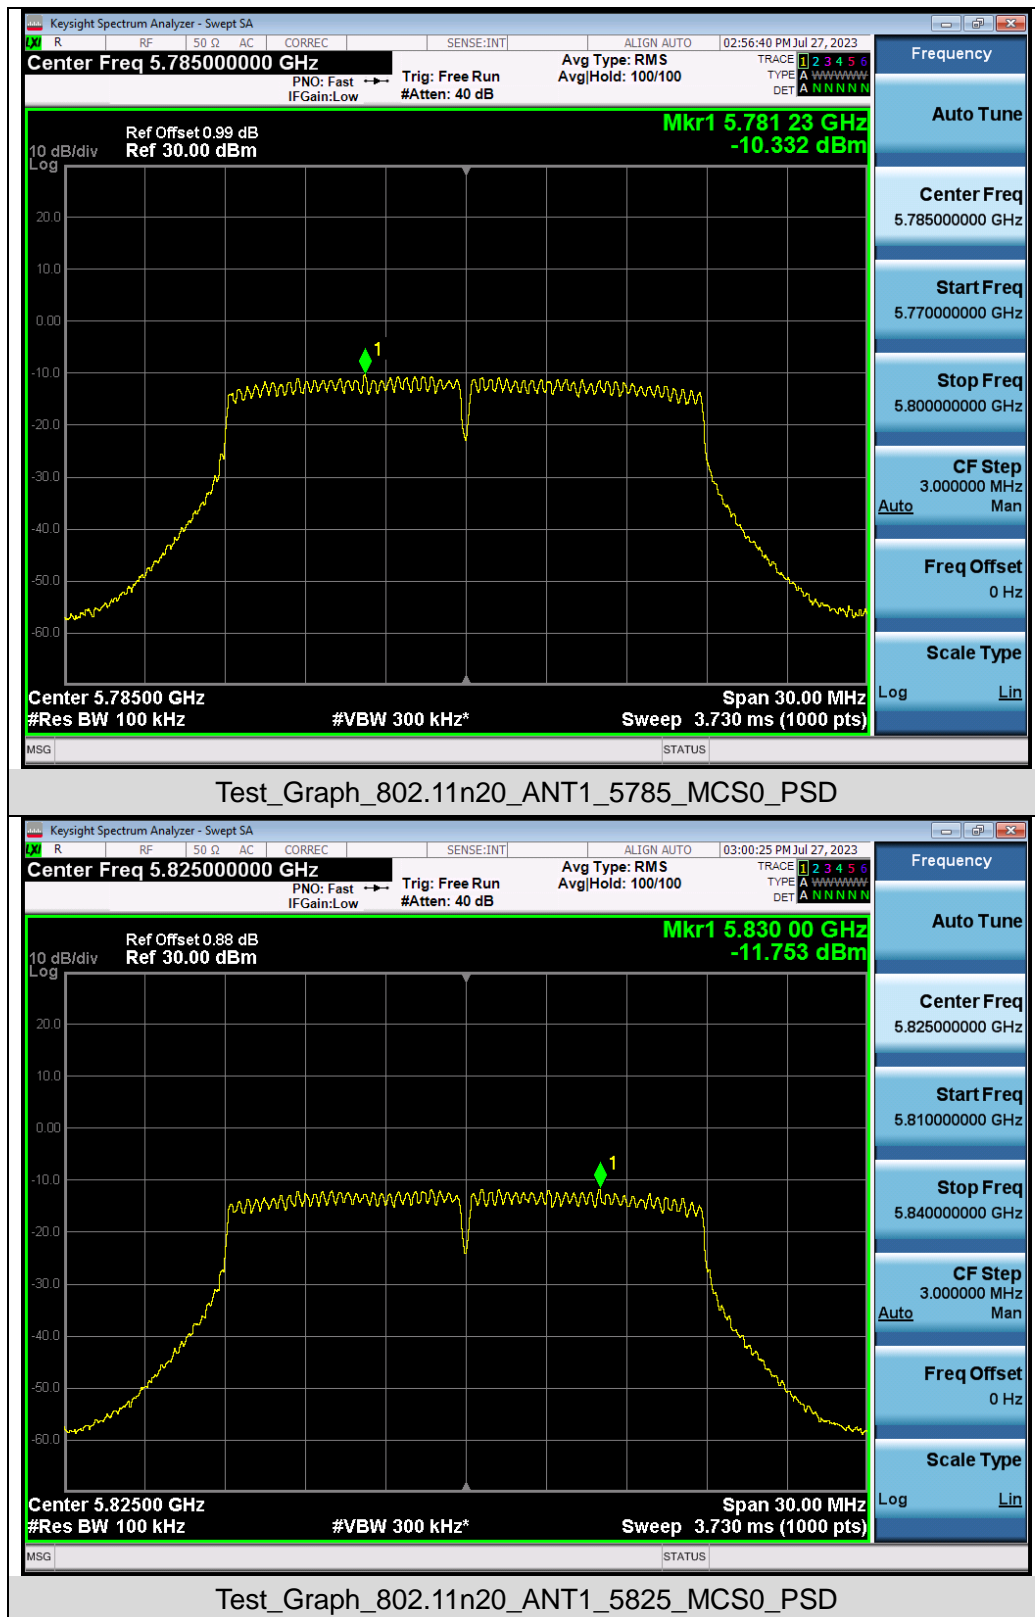 Keysight Spectrum Analyzer - Swept SA
LXI R RF 50 Ω AC CORREC SENSE:INT ALIGN AUTO 02:56:40 PM Jul 27, 2023
Center Freq 5.785000000 GHz
PNO: Fast
IFGain:Low
Trig: Free Run
#Atten: 40 dB
Avg Type: RMS
Avg|Hold: 100/100
TRACE 1 2 3 4 5 6
TYPE A WWWWW
DET A N N N N N
Ref Offset 0.99 dB
Ref 30.00 dBm
10 dB/div
Log
Mkr1 5.781 23 GHz
-10.332 dBm
20.0
10.0
0.00
1
-10.0
-20.0
-30.0
-40.0
-50.0
-60.0
Center 5.78500 GHz
Span 30.00 MHz
#Res BW 100 kHz
#VBW 300 kHz*
Sweep 3.730 ms (1000 pts)
MSG
STATUS
Frequency
Auto Tune
Center Freq
5.785000000 GHz
Start Freq
5.770000000 GHz
Stop Freq
5.800000000 GHz
CF Step
3.000000 MHz
Auto Man
Freq Offset
0 Hz
Scale Type
Log Lin
Test_Graph_802.11n20_ANT1_5785_MCS0_PSD
Keysight Spectrum Analyzer - Swept SA
LXI R RF 50 Ω AC CORREC SENSE:INT ALIGN AUTO 03:00:25 PM Jul 27, 2023
Center Freq 5.825000000 GHz
PNO: Fast
IFGain:Low
Trig: Free Run
#Atten: 40 dB
Avg Type: RMS
Avg|Hold: 100/100
TRACE 1 2 3 4 5 6
TYPE A WWWWW
DET A N N N N N
Ref Offset 0.88 dB
Ref 30.00 dBm
10 dB/div
Log
Mkr1 5.830 00 GHz
-11.753 dBm
20.0
10.0
0.00
1
-10.0
-20.0
-30.0
-40.0
-50.0
-60.0
Center 5.82500 GHz
Span 30.00 MHz
#Res BW 100 kHz
#VBW 300 kHz*
Sweep 3.730 ms (1000 pts)
MSG
STATUS
Frequency
Auto Tune
Center Freq
5.825000000 GHz
Start Freq
5.810000000 GHz
Stop Freq
5.840000000 GHz
CF Step
3.000000 MHz
Auto Man
Freq Offset
0 Hz
Scale Type
Log Lin
Test_Graph_802.11n20_ANT1_5825_MCS0_PSD